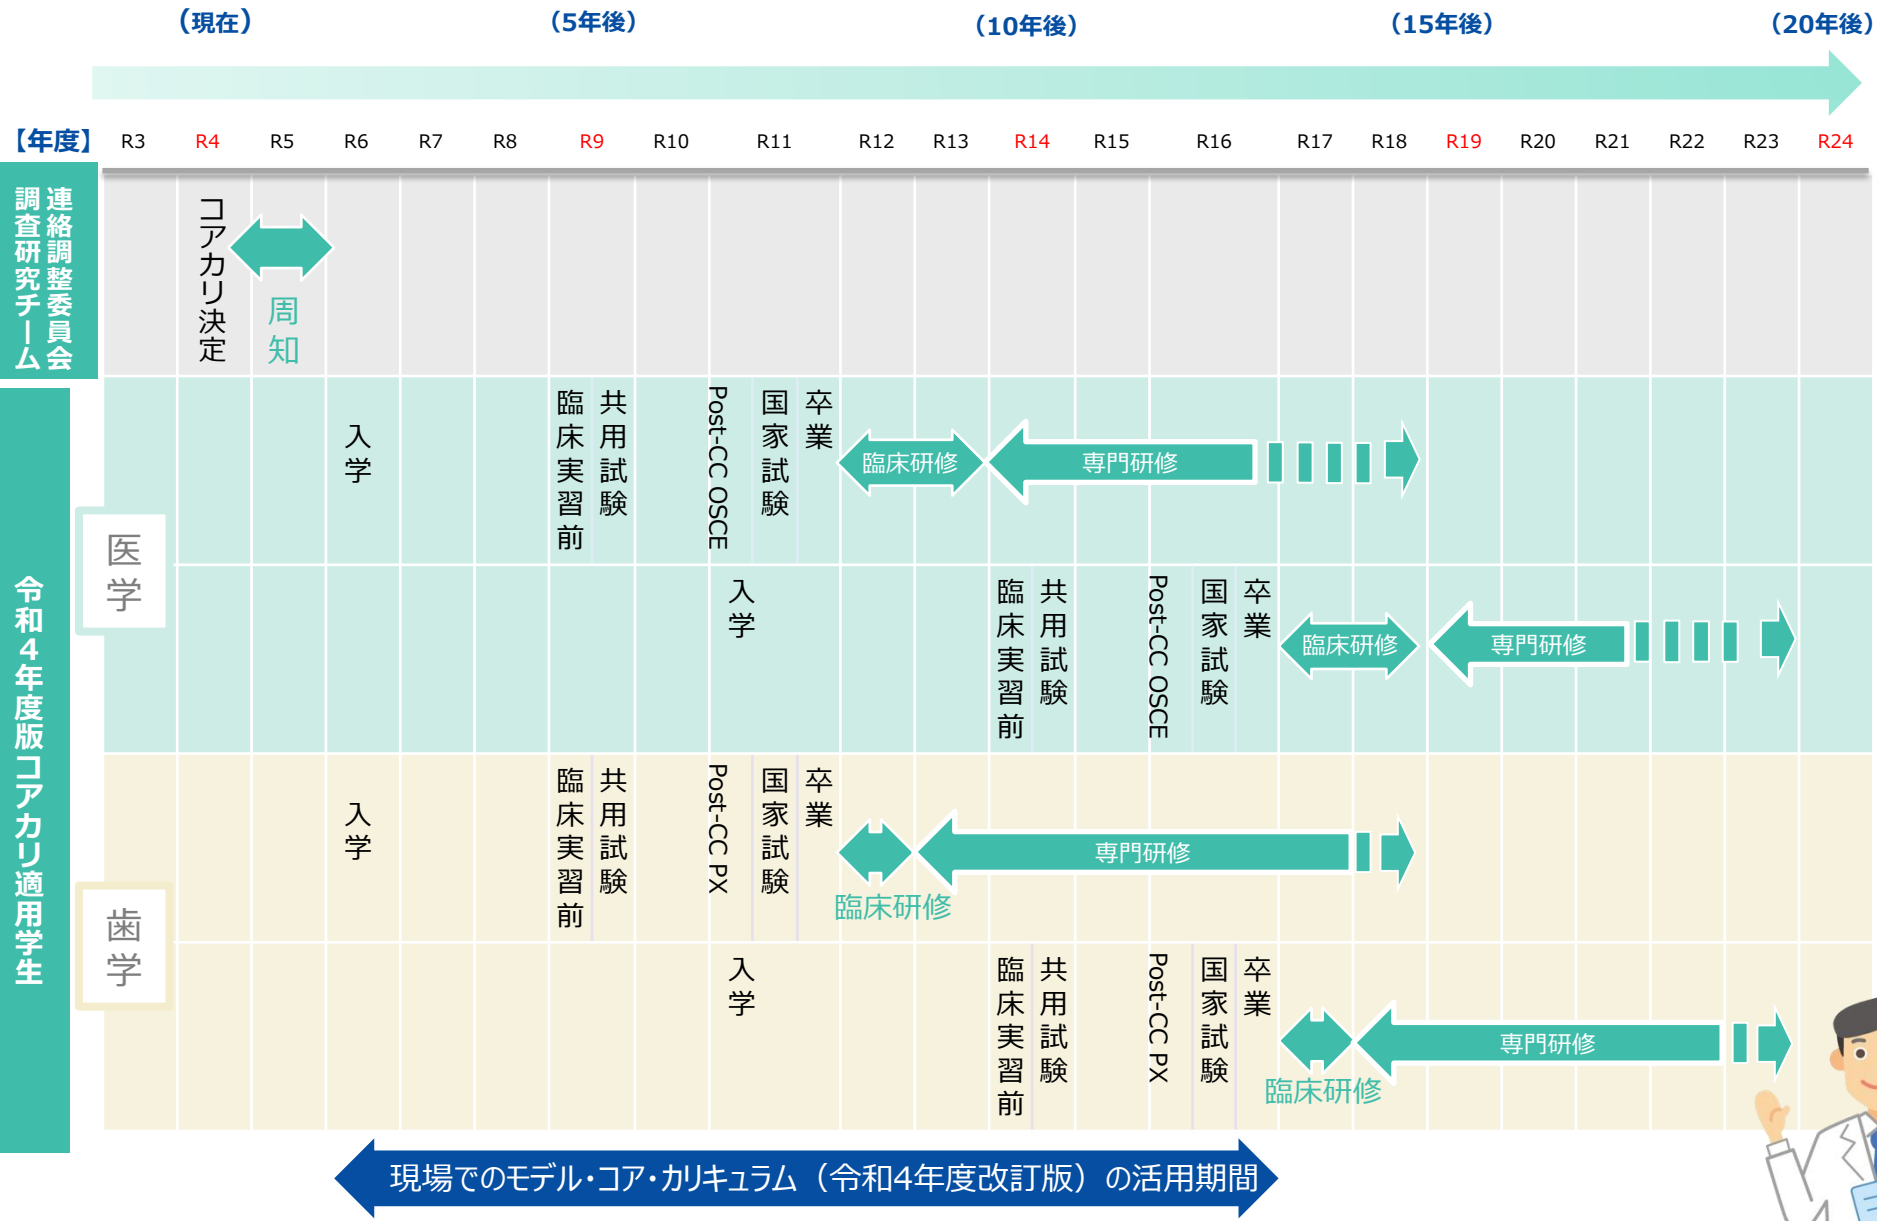 （現在）
（5年後）
（10年後）
（15年後）
（20年後）
【年度】 R3 R4 R5 R6 R7 R8 R9 R10 R11 R12 R13 R14 R15 R16 R17 R18 R19 R20 R21 R22 R23 R24
連絡調整委員会
調査研究チーム
コアカリ決定
周知
令和４年度版コアカリ適用学生
医学
入学
臨床実習前
共用試験
Post-CC OSCE
国家試験
卒業
臨床研修
専門研修
入学
臨床実習前
共用試験
Post-CC OSCE
国家試験
卒業
臨床研修
専門研修
歯学
入学
臨床実習前
共用試験
Post-CC PX
国家試験
卒業
臨床研修
専門研修
入学
臨床実習前
共用試験
Post-CC PX
国家試験
卒業
臨床研修
専門研修
現場でのモデル・コア・カリキュラム（令和4年度改訂版）の活用期間